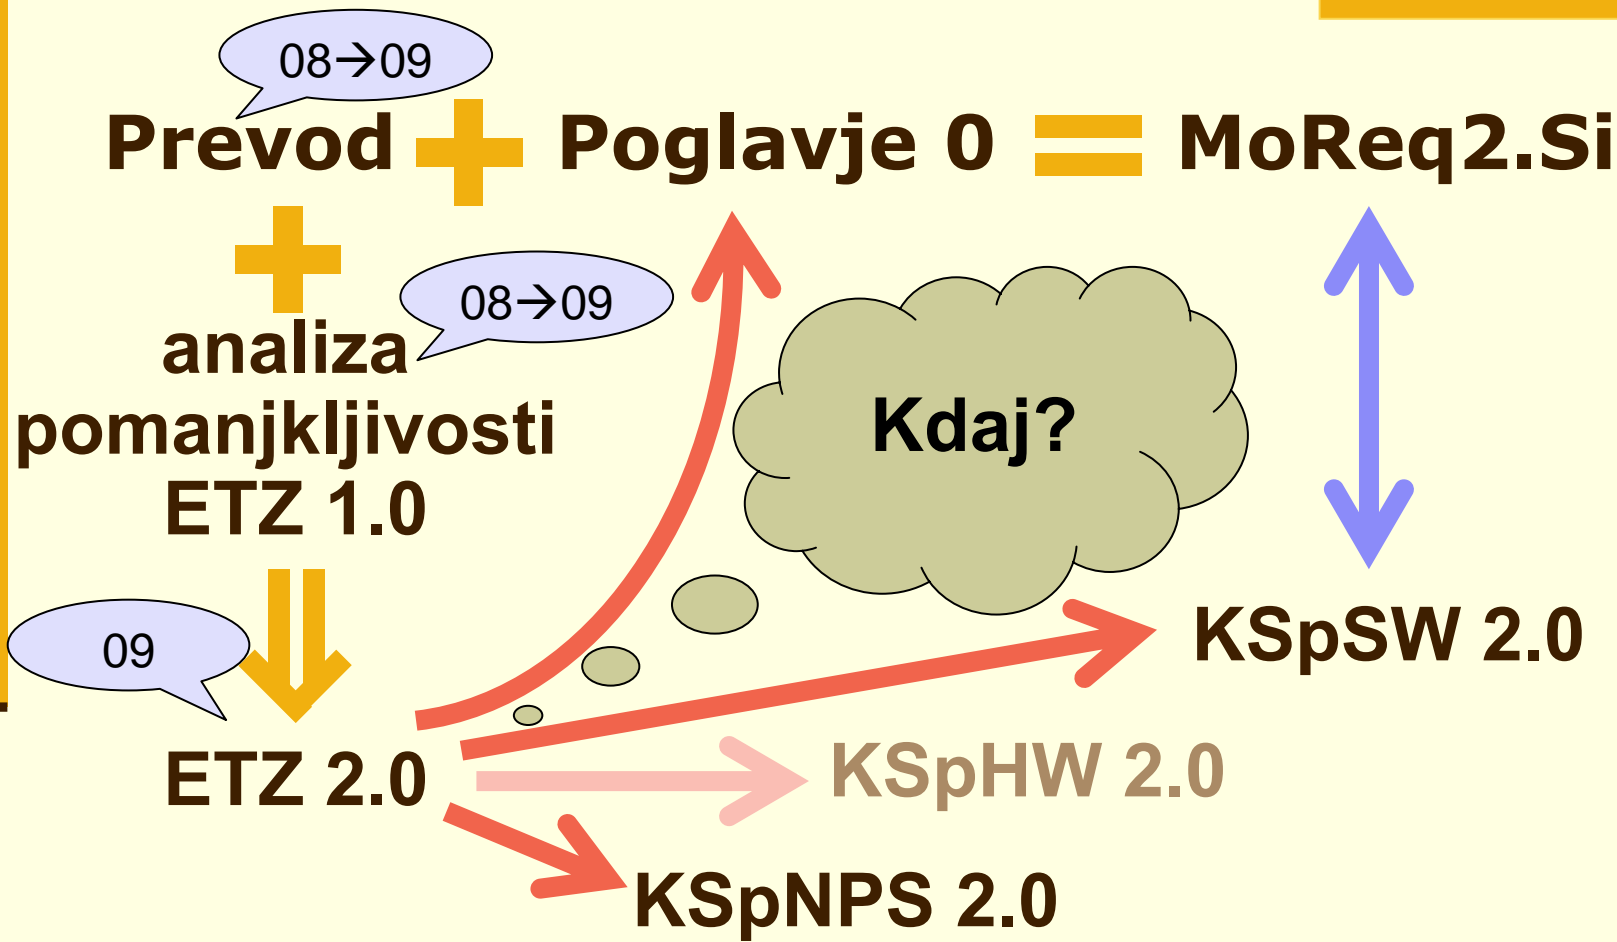 08→09
Prevod + Poglavje 0 = MoReq2.Si
+
08→09
analiza
pomanjkljivosti
ETZ 1.0
Kdaj?
09
KSpSW 2.0
ETZ 2.0
KSpHW 2.0
KSpNPS 2.0